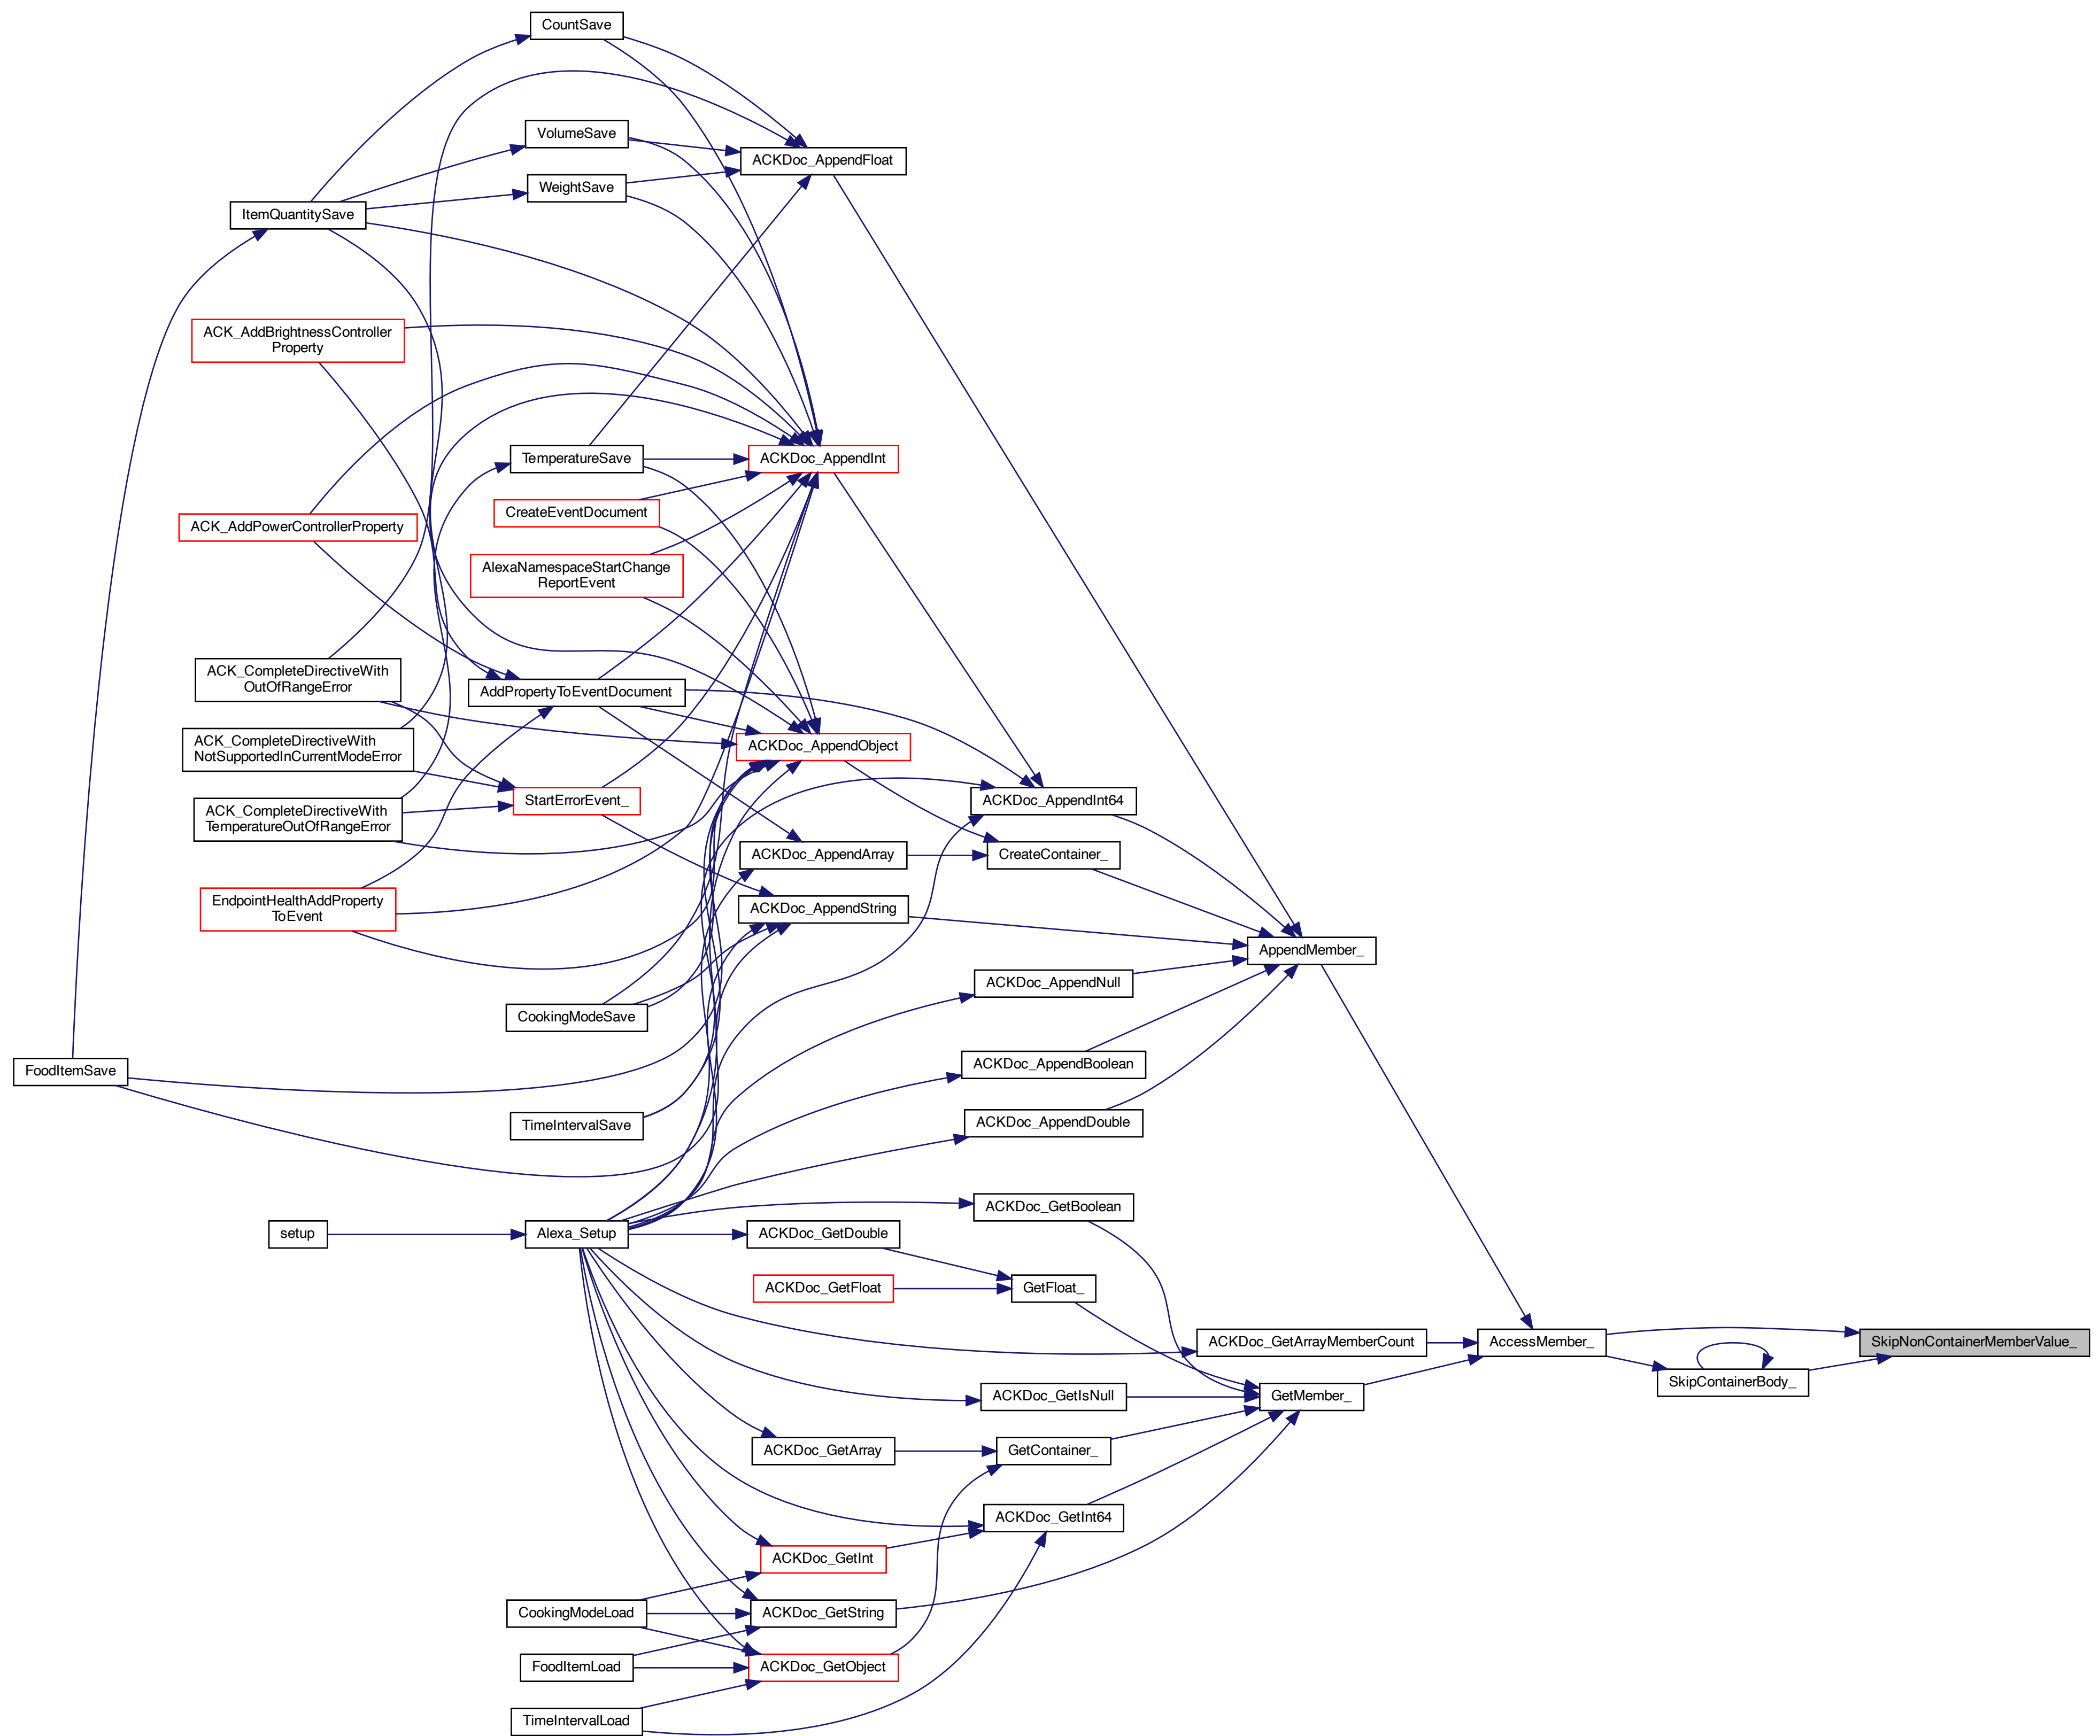 CountSave
VolumeSave
ACKDoc_AppendFloat
WeightSave
ItemQuantitySave
ACK_AddBrightnessController
Property
TemperatureSave
ACKDoc_AppendInt
CreateEventDocument
ACK_AddPowerControllerProperty
AlexaNamespaceStartChange
ReportEvent
ACK_CompleteDirectiveWith
OutOfRangeError
AddPropertyToEventDocument
ACK_CompleteDirectiveWith
NotSupportedInCurrentModeError
ACKDoc_AppendObject
StartErrorEvent_
ACKDoc_AppendInt64
ACK_CompleteDirectiveWith
TemperatureOutOfRangeError
ACKDoc_AppendArray
CreateContainer_
EndpointHealthAddProperty
ToEvent
ACKDoc_AppendString
AppendMember_
ACKDoc_AppendNull
CookingModeSave
ACKDoc_AppendBoolean
FoodItemSave
TimeIntervalSave
ACKDoc_AppendDouble
ACKDoc_GetBoolean
setup
Alexa_Setup
ACKDoc_GetDouble
ACKDoc_GetFloat
GetFloat_
ACKDoc_GetArrayMemberCount
AccessMember_
SkipNonContainerMemberValue_
SkipContainerBody_
ACKDoc_GetIsNull
GetMember_
ACKDoc_GetArray
GetContainer_
ACKDoc_GetInt64
ACKDoc_GetInt
CookingModeLoad
ACKDoc_GetString
FoodItemLoad
ACKDoc_GetObject
TimeIntervalLoad